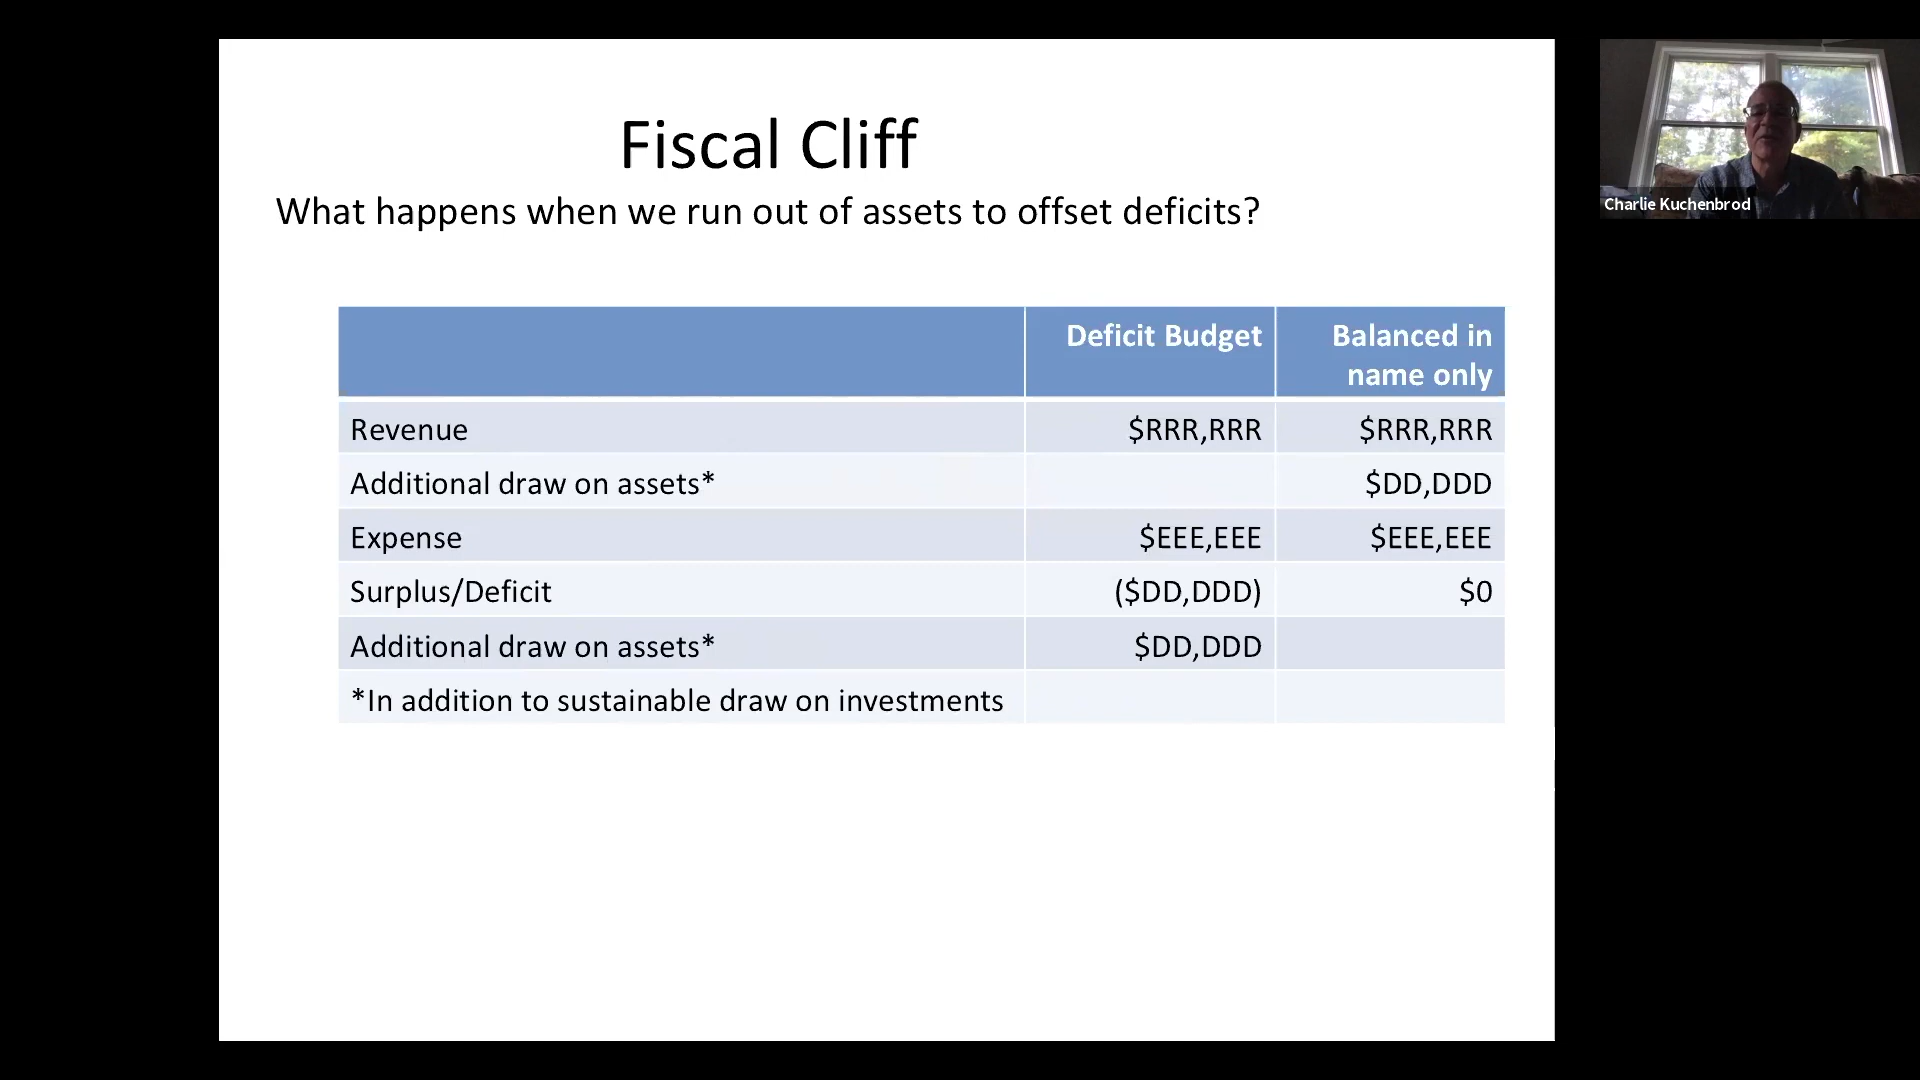 Fiscal Cliff
What happens when we run out of assets to offset deficits?
Deficit Budget
Balanced in
name only
Revenue $RRR,RRR $RRR,RRR
Additional draw on assets* $DD,DDD
Expense $EEE,EEE $EEE,EEE
Surplus/Deficit ($DD,DDD) $0
Additional draw on assets* $DD,DDD
*In addition to sustainable draw on investments
Charlie Kuchenbrod